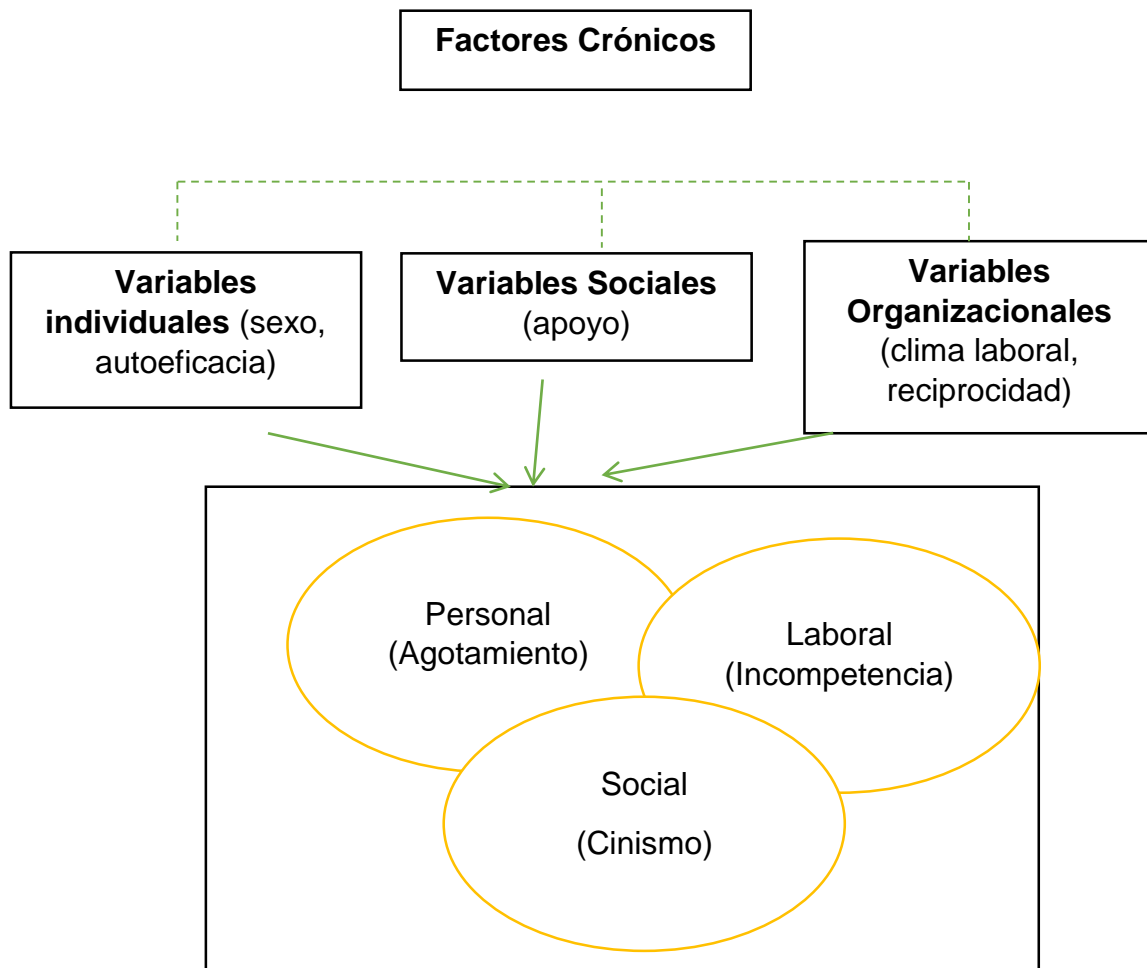 Factores Crónicos
Variables
individuales (sexo,
autoeficacia)
Variables Sociales
(apoyo)
Variables
Organizacionales
(clima laboral,
reciprocidad)
Personal
(Agotamiento)
Laboral
(Incompetencia)
Social
(Cinismo)